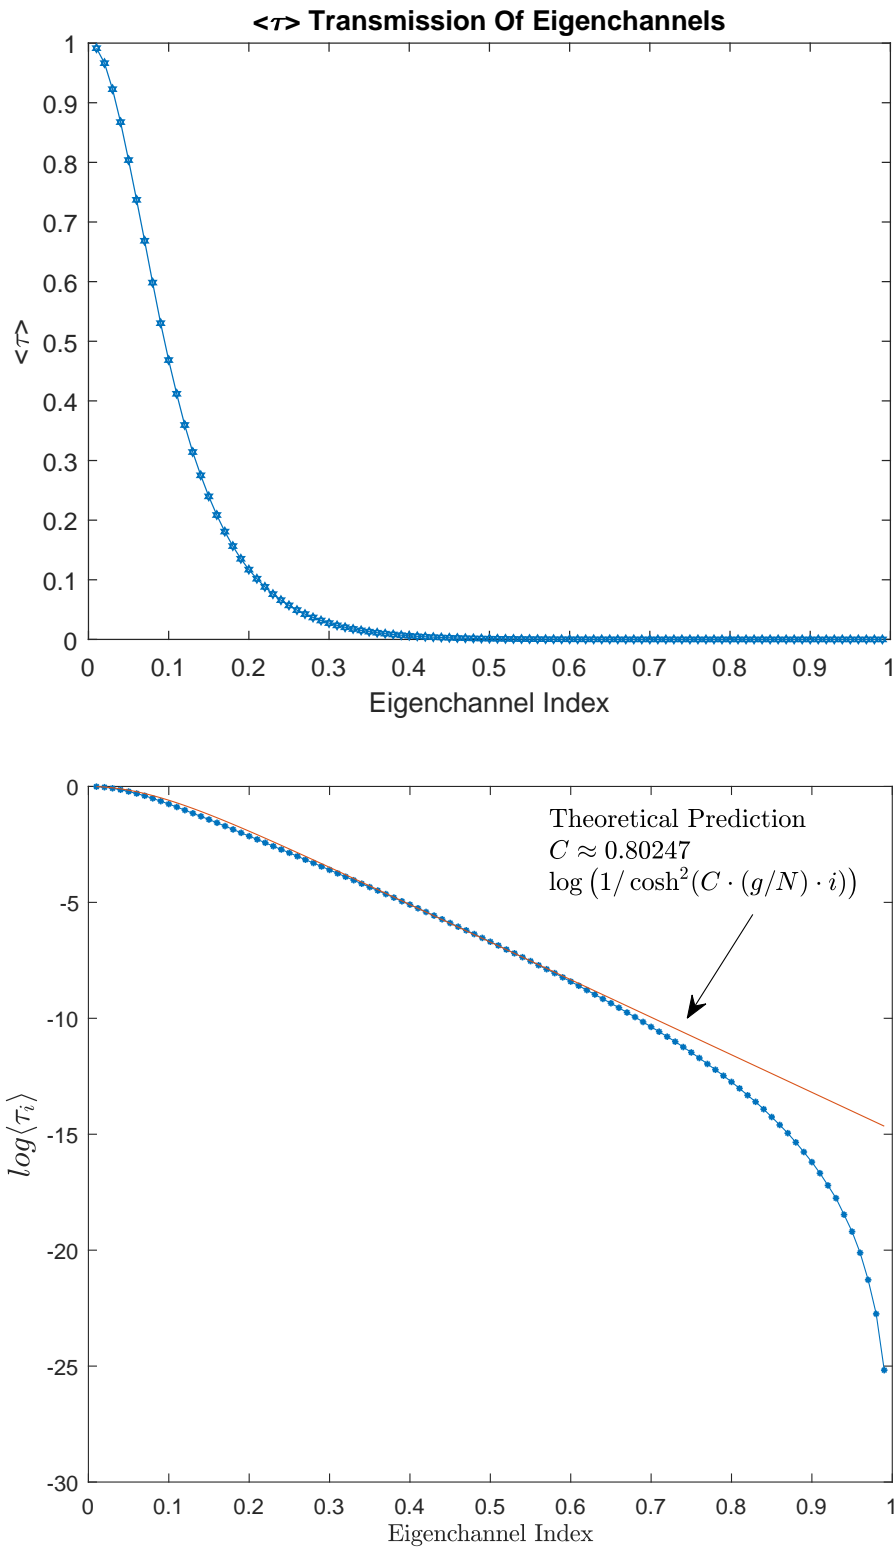 <τ> Transmission Of Eigenchannels
1
0.9
0.8
0.7
0.6
0.5
0.4
0.3
0.2
0.1
0
<τ>
0 0.1 0.2 0.3 0.4 0.5 0.6 0.7 0.8 0.9 1
Eigenchannel Index
0
-5
-10
-15
-20
-25
-30
log⟨τ_i⟩
Theoretical Prediction
C ≈ 0.80247
log (1/ cosh²(C · (g/N) · i))
0 0.1 0.2 0.3 0.4 0.5 0.6 0.7 0.8 0.9 1
Eigenchannel Index